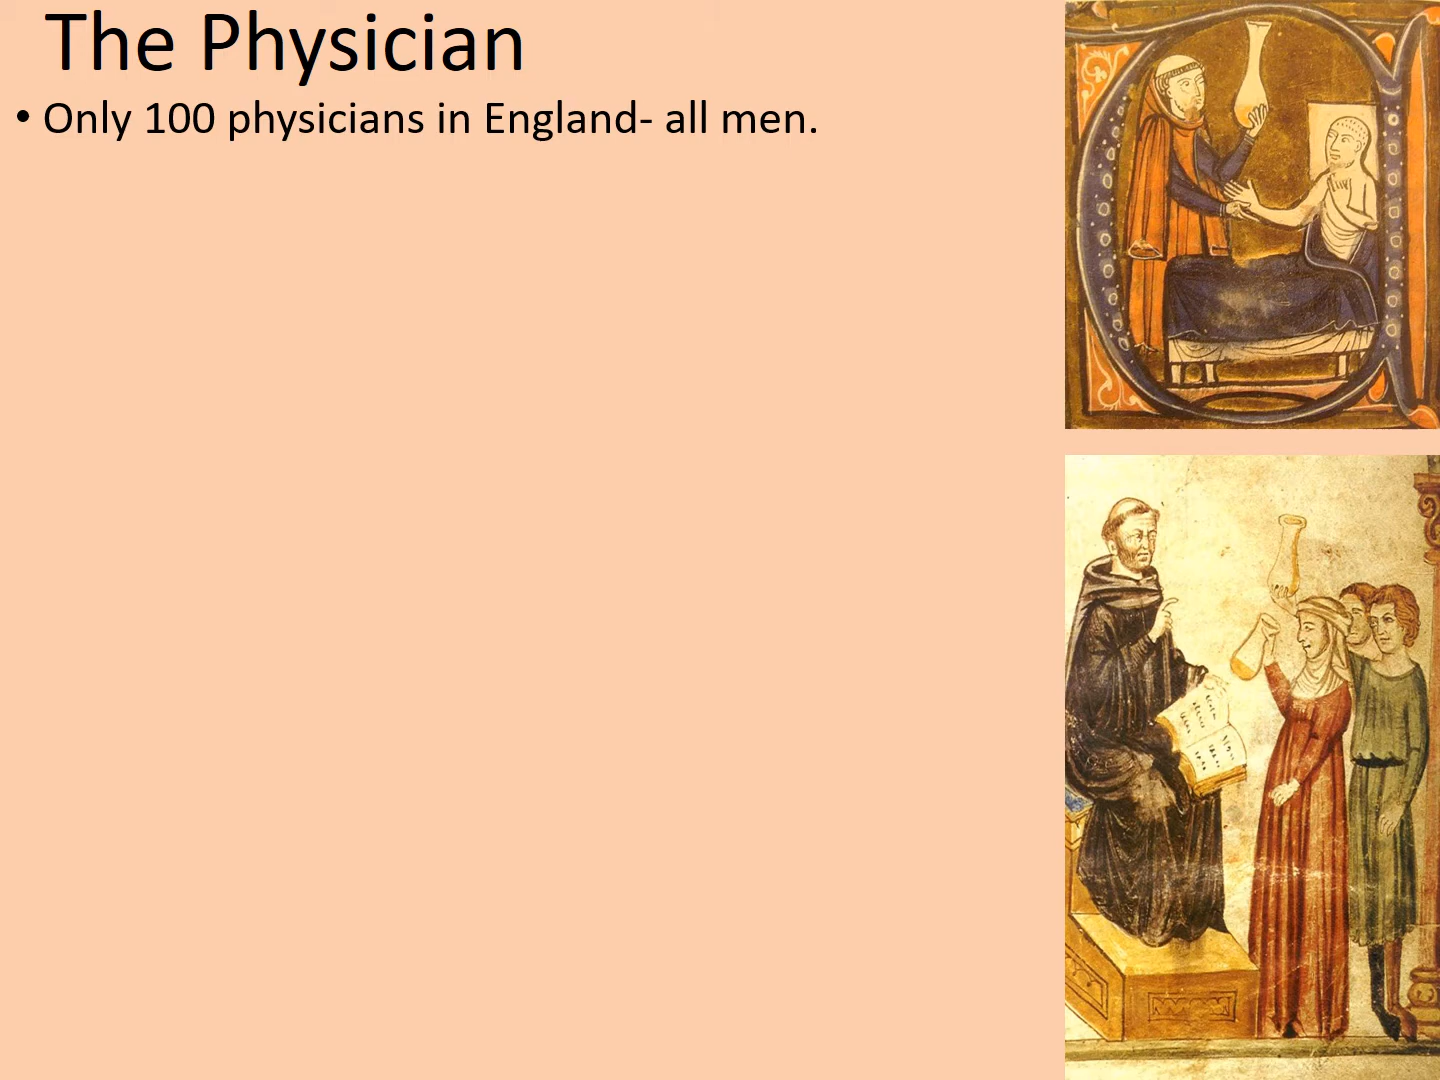 The Physician
• Only 100 physicians in England- all men.